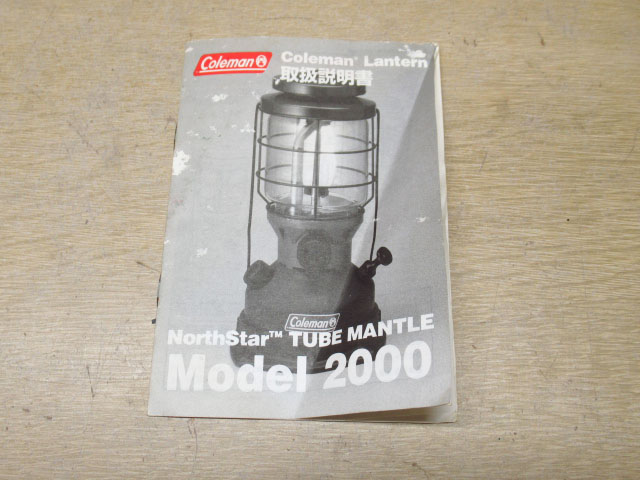 Coleman
Coleman® Lantern
取扱説明書
Coleman
NorthStar™ TUBE MANTLE
Model 2000